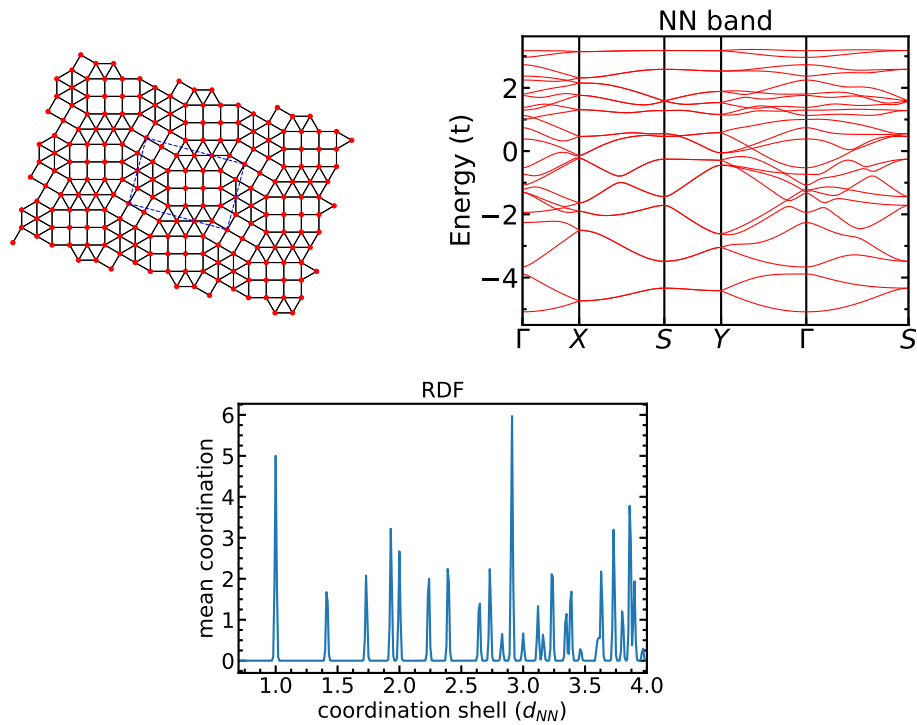 NN band
Energy (t)
2
0
−2
−4
Γ X S Y Γ S
RDF
mean coordination
6
5
4
3
2
1
0
1.0 1.5 2.0 2.5 3.0 3.5 4.0
coordination shell (d_NN)